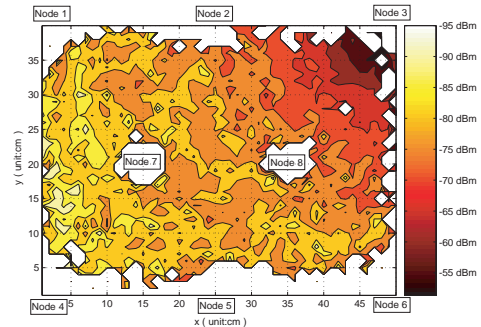 Node 1
Node 2
Node 3
-95 dBm
-90 dBm
-85 dBm
-80 dBm
-75 dBm
-70 dBm
-65 dBm
-60 dBm
-55 dBm
35
30
25
20
15
10
5
y ( unit:cm )
Node 7
Node 8
Node 4
5
10
15
20
25
30
35
40
45
Node 5
Node 6
x ( unit:cm )